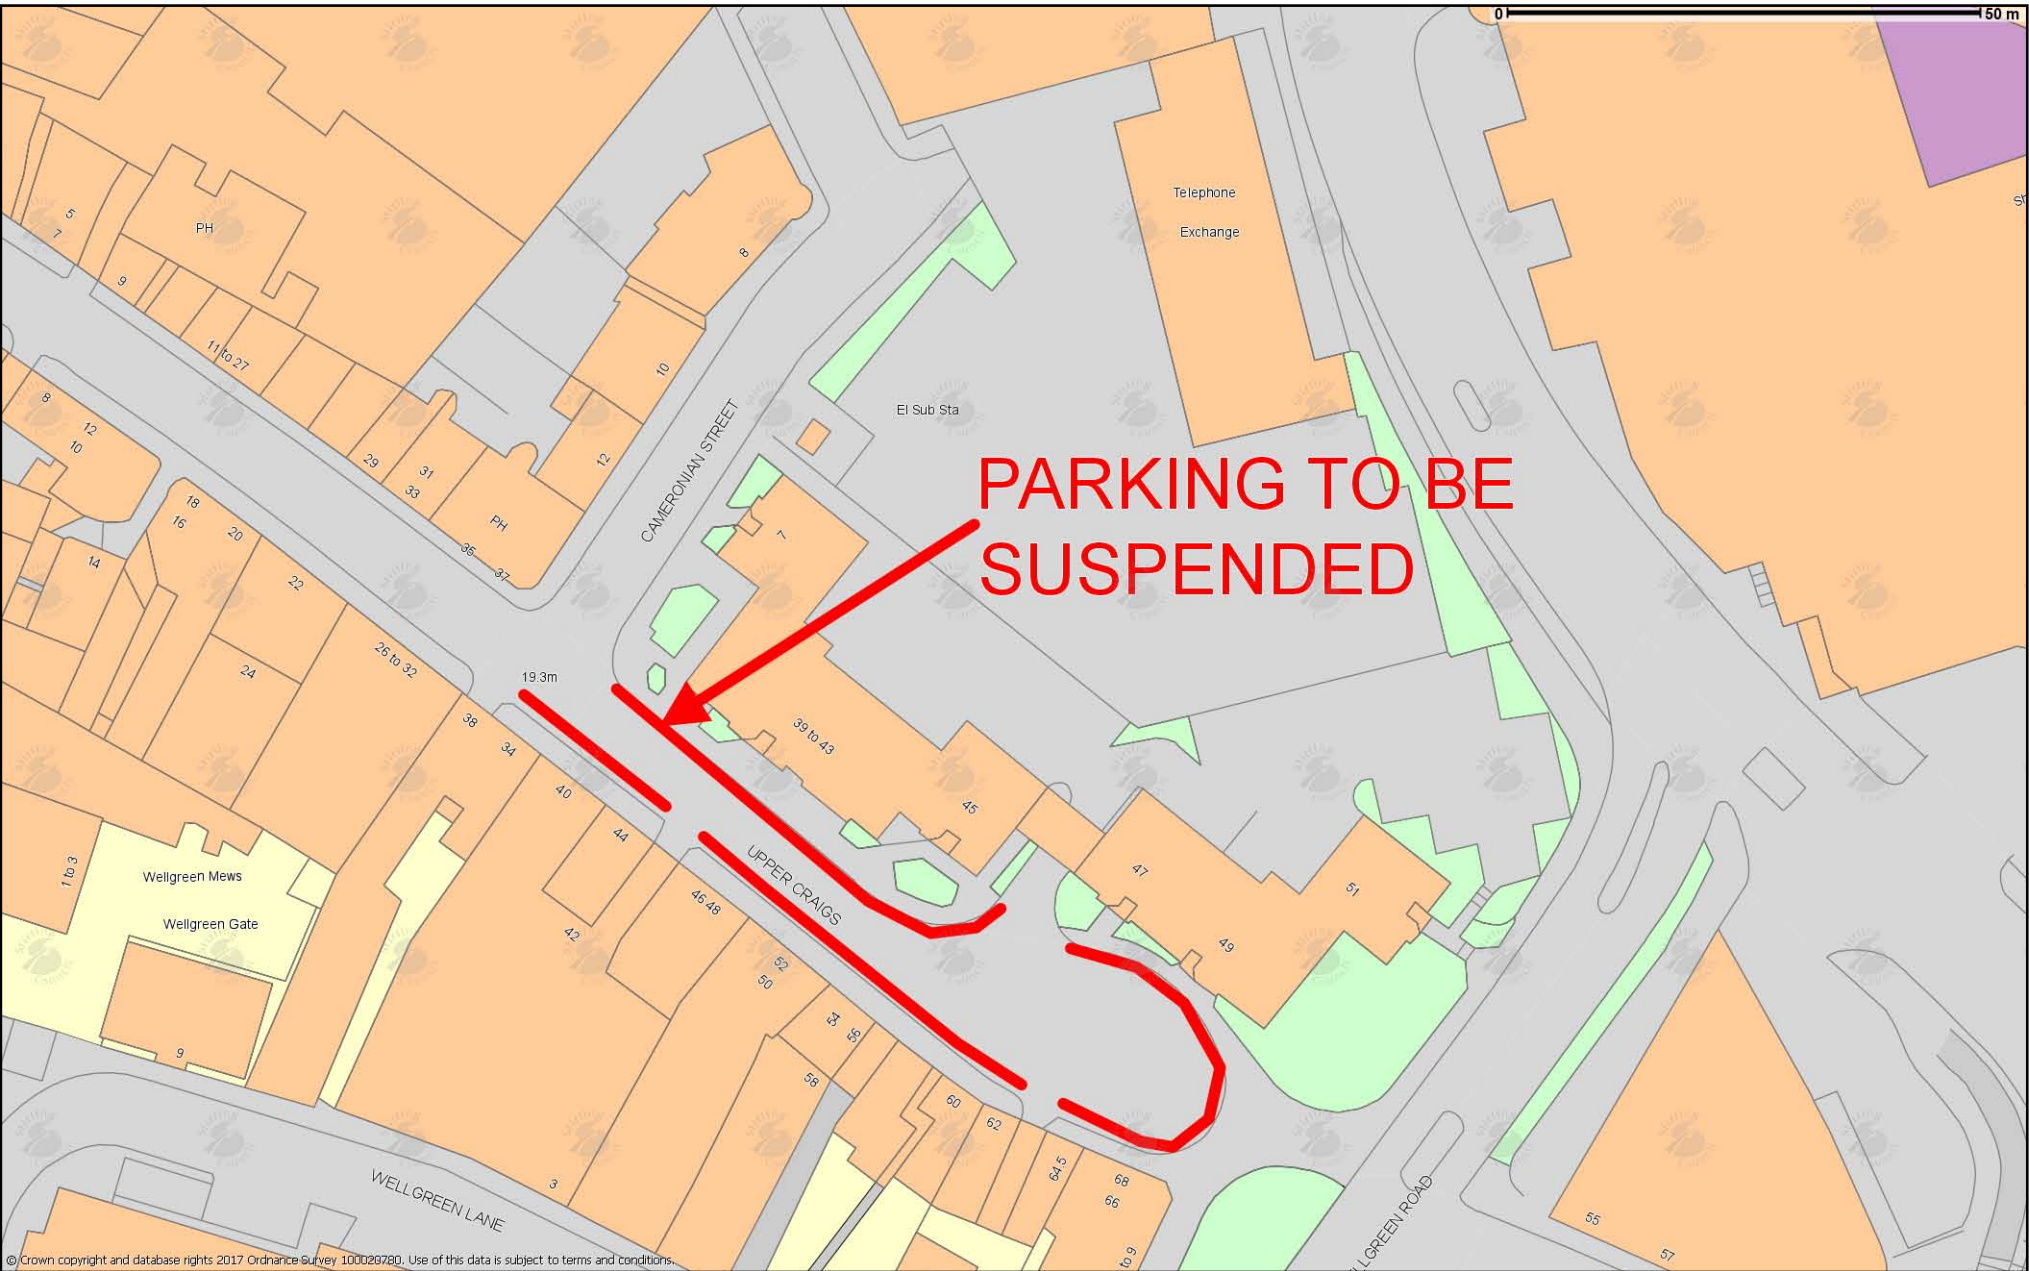 0 50 m
Telephone
Exchange
PH
5
7
9
8
11 to 27
10
8
12
10
El Sub Sta
CAMERONIAN STREET
29
31
33
12
PARKING TO BE
SUSPENDED
18
16
20
PH
35
37
7
14
22
24
26 to 32
19.3m
38
34
39 to 43
40
44
45
UPPER CRAIGS
47
51
49
1 to 3
Wellgreen Mews
Wellgreen Gate
46 48
42
52
50
54
56
58
9
60
62
64 5
68
66
3
WELLGREEN LANE
LLGREEN ROAD
55
57
to 9
© Crown copyright and database rights 2017 Ordnance Survey 100020780. Use of this data is subject to terms and conditions.